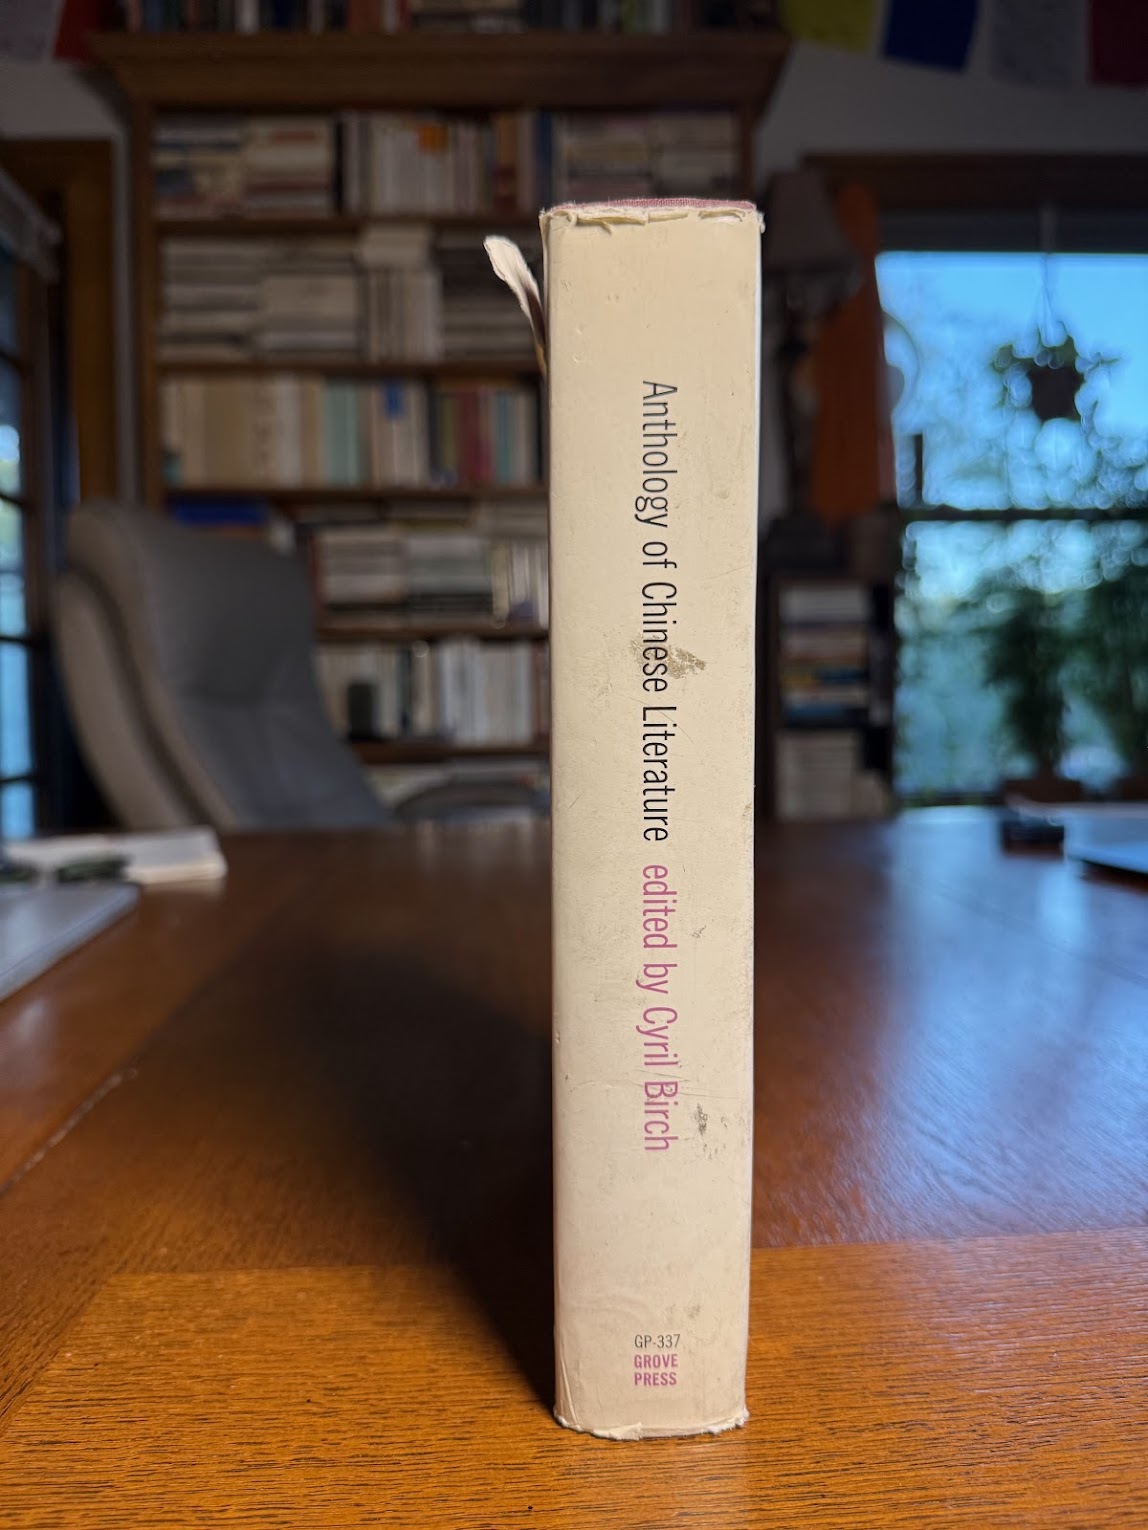 Anthology of Chinese Literature edited by Cyril Birch
GP-337
GROVE
PRESS